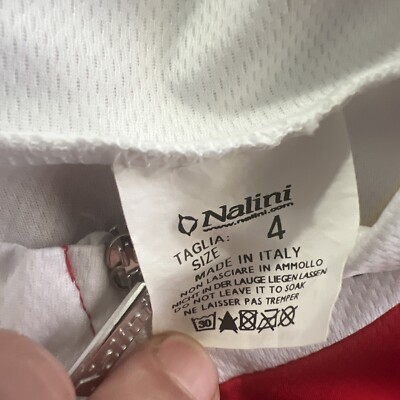 Nalini
www.nalini.com
TAGLIA:
SIZE 4
MADE IN ITALY
NON LASCIARE IN AMMOLLO
NICHT IN DER LAUGE LIEGEN LASSEN
DO NOT LEAVE IT TO SOAK
NE LAISSER PAS TREMPER
30